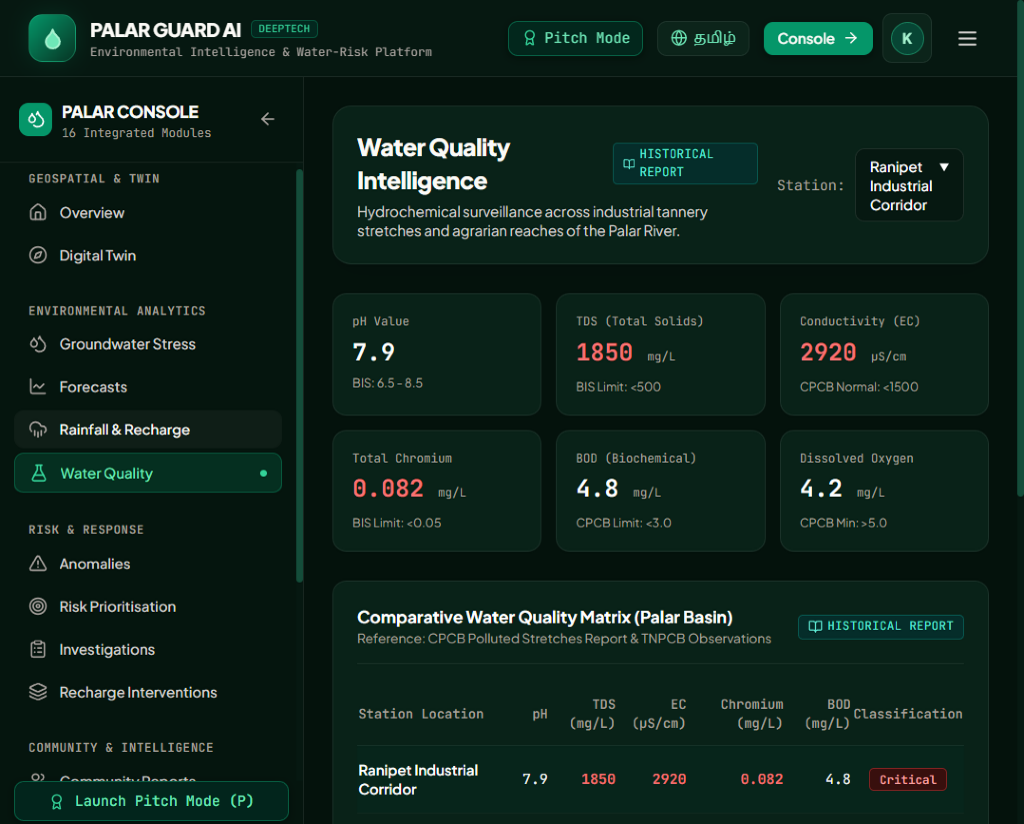 PALAR GUARD AI DEEPTECH
Environmental Intelligence & Water-Risk Platform
Pitch Mode
தமிழ்
Console →
K
PALAR CONSOLE
16 Integrated Modules
GEOSPATIAL & TWIN
Overview
Digital Twin
ENVIRONMENTAL ANALYTICS
Groundwater Stress
Forecasts
Rainfall & Recharge
Water Quality
RISK & RESPONSE
Anomalies
Risk Prioritisation
Investigations
Recharge Interventions
COMMUNITY & INTELLIGENCE
Community Reports
Launch Pitch Mode (P)
Water Quality
Intelligence
HISTORICAL
REPORT
Hydrochemical surveillance across industrial tannery
stretches and agrarian reaches of the Palar River.
Station:
Ranipet
Industrial
Corridor
pH Value
7.9
BIS: 6.5 - 8.5
TDS (Total Solids)
1850 mg/L
BIS Limit: <500
Conductivity (EC)
2920 µS/cm
CPCB Normal: <1500
Total Chromium
0.082 mg/L
BIS Limit: <0.05
BOD (Biochemical)
4.8 mg/L
CPCB Limit: <3.0
Dissolved Oxygen
4.2 mg/L
CPCB Min: >5.0
Comparative Water Quality Matrix (Palar Basin)
Reference: CPCB Polluted Stretches Report & TNPCB Observations
HISTORICAL REPORT
Station Location pH TDS (mg/L) EC (µS/cm) Chromium (mg/L) BOD (mg/L) Classification
Ranipet Industrial
Corridor
7.9 1850 2920 0.082 4.8 Critical